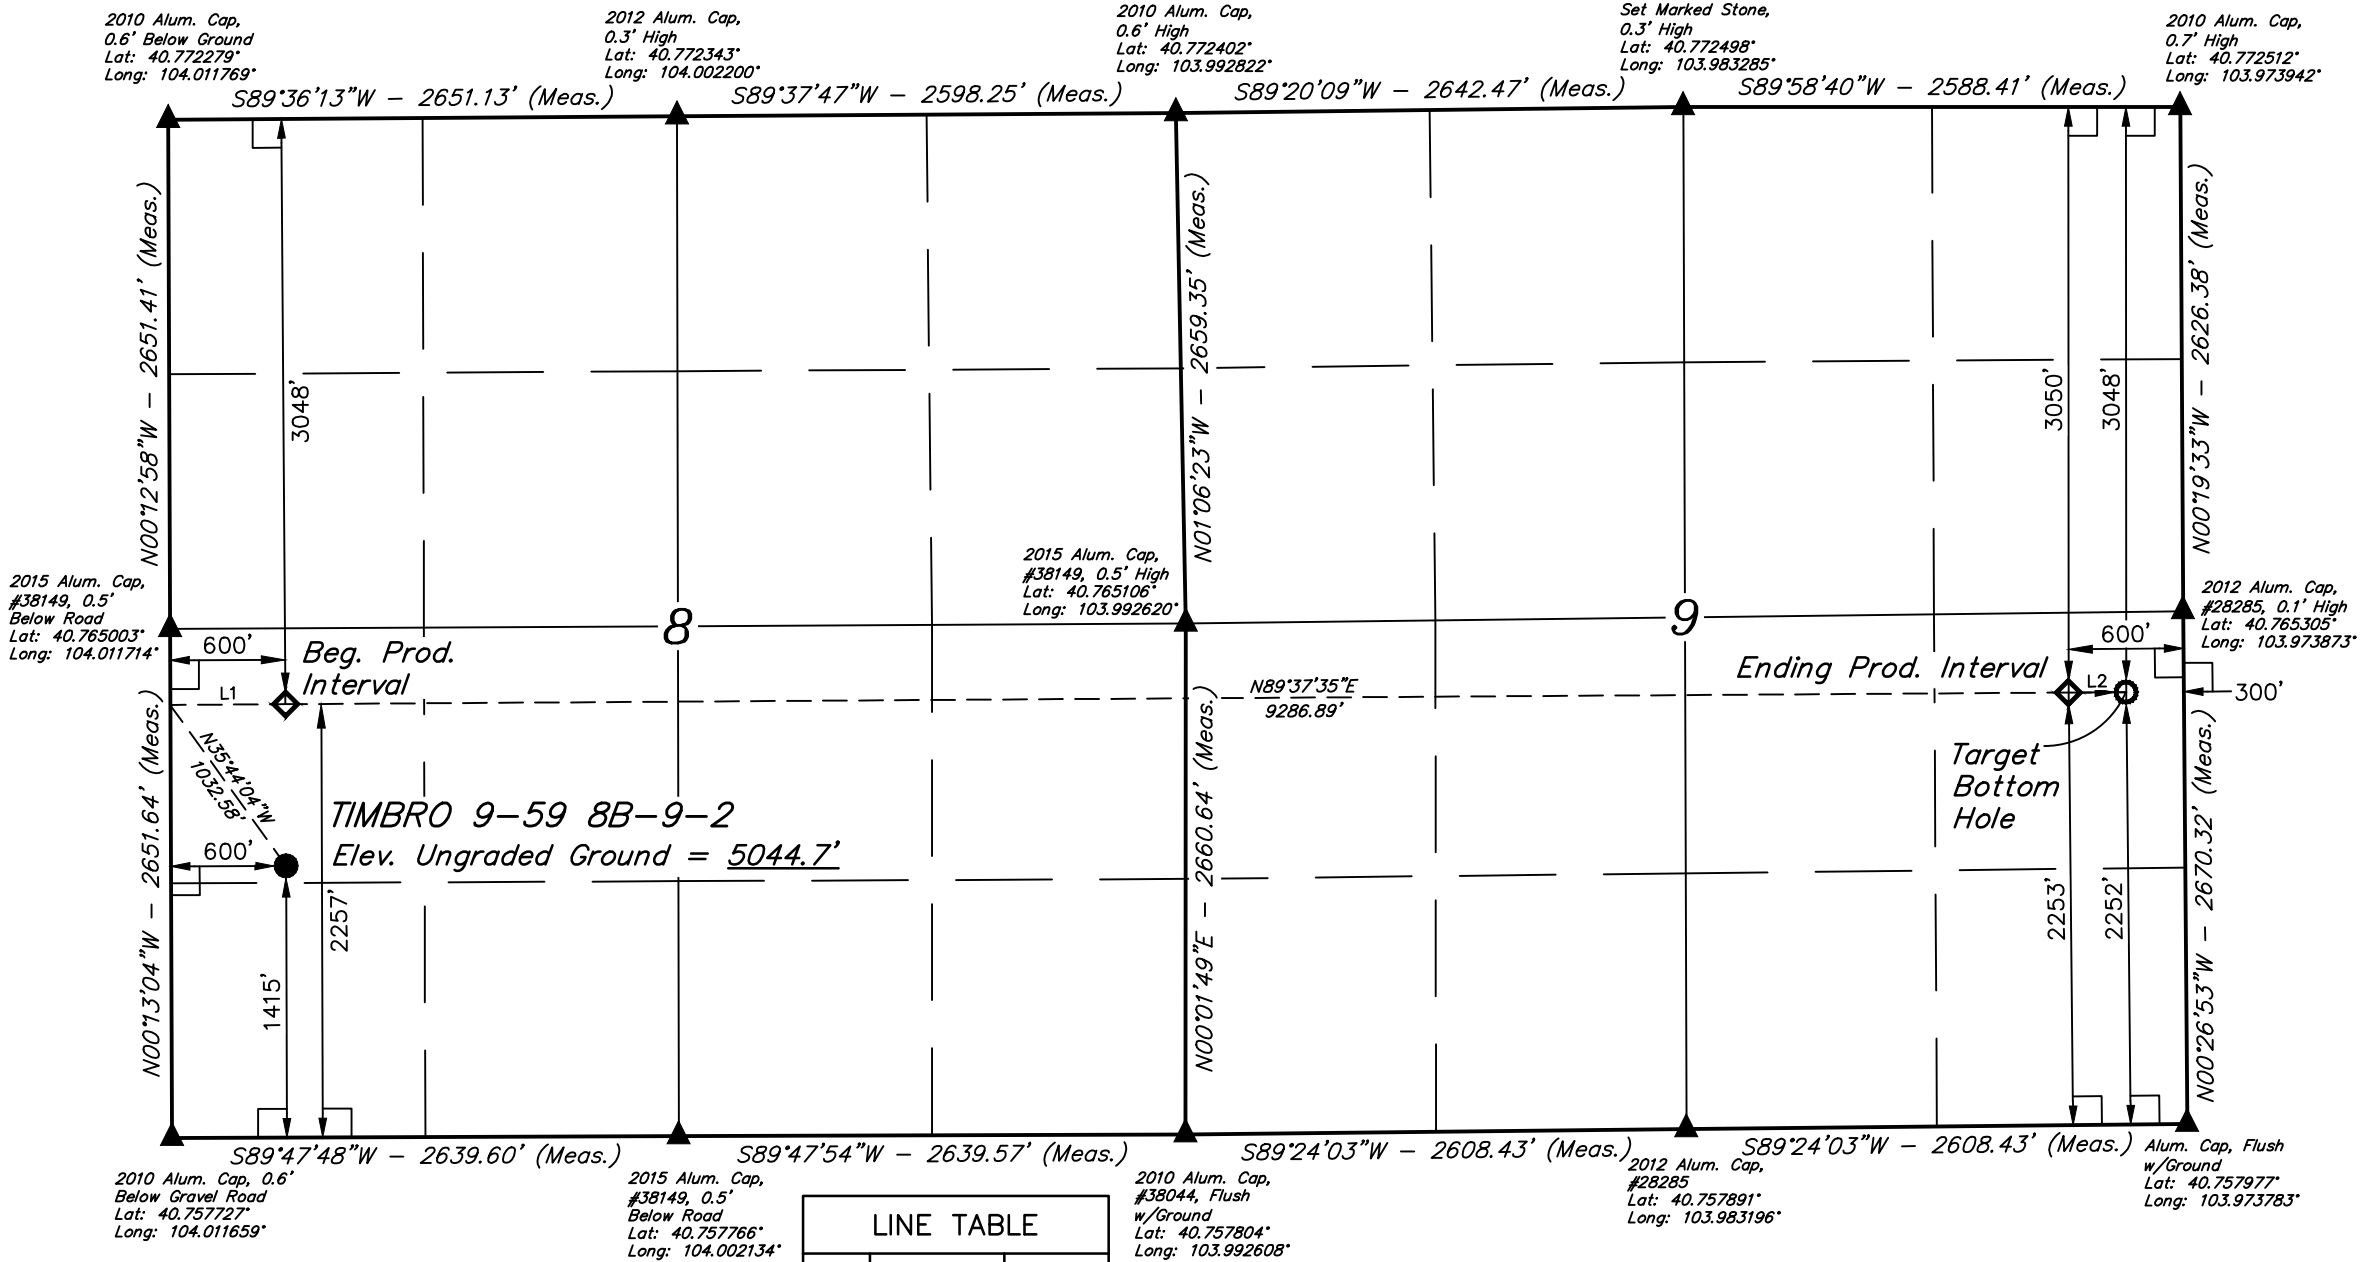 2010 Alum. Cap,
0.6' Below Ground
Lat: 40.772279°
Long: 104.011769°
2012 Alum. Cap,
0.3' High
Lat: 40.772343°
Long: 104.002200°
2010 Alum. Cap,
0.6' High
Lat: 40.772402°
Long: 103.992822°
Set Marked Stone,
0.3' High
Lat: 40.772498°
Long: 103.983285°
2010 Alum. Cap,
0.7' High
Lat: 40.772512°
Long: 103.973942°
S89°36'13"W - 2651.13' (Meas.)
S89°37'47"W - 2598.25' (Meas.)
S89°20'09"W - 2642.47' (Meas.)
S89°58'40"W - 2588.41' (Meas.)
N00°12'58"W - 2651.41' (Meas.)
3048'
N01°06'23"W - 2659.35' (Meas.)
3050'
3048'
N00°19'33"W - 2626.38' (Meas.)
2015 Alum. Cap,
#38149, 0.5'
Below Road
Lat: 40.765003°
Long: 104.011714°
2015 Alum. Cap,
#38149, 0.5' High
Lat: 40.765106°
Long: 103.992620°
2012 Alum. Cap,
#28285, 0.1' High
Lat: 40.765305°
Long: 103.973873°
8
9
600'
Beg. Prod.
Interval
L1
N89°37'35"E
9286.89'
Ending Prod. Interval
600'
L2
300'
Target
Bottom
Hole
N35°44'04"W
1032.58'
TIMBRO 9-59 8B-9-2
Elev. Ungraded Ground = 5044.7'
600'
N00°13'04"W - 2651.64' (Meas.)
1415'
2257'
N00°01'49"E - 2660.64' (Meas.)
2253'
2252'
N00°26'53"W - 2670.32' (Meas.)
S89°47'48"W - 2639.60' (Meas.)
S89°47'54"W - 2639.57' (Meas.)
S89°24'03"W - 2608.43' (Meas.)
S89°24'03"W - 2608.43' (Meas.)
2010 Alum. Cap, 0.6'
Below Gravel Road
Lat: 40.757727°
Long: 104.011659°
2015 Alum. Cap,
#38149, 0.5'
Below Road
Lat: 40.757766°
Long: 104.002134°
2010 Alum. Cap,
#38044, Flush
w/Ground
Lat: 40.757804°
Long: 103.992608°
2012 Alum. Cap,
#28285
Lat: 40.757891°
Long: 103.983196°
Alum. Cap, Flush
w/Ground
Lat: 40.757977°
Long: 103.973783°
LINE TABLE